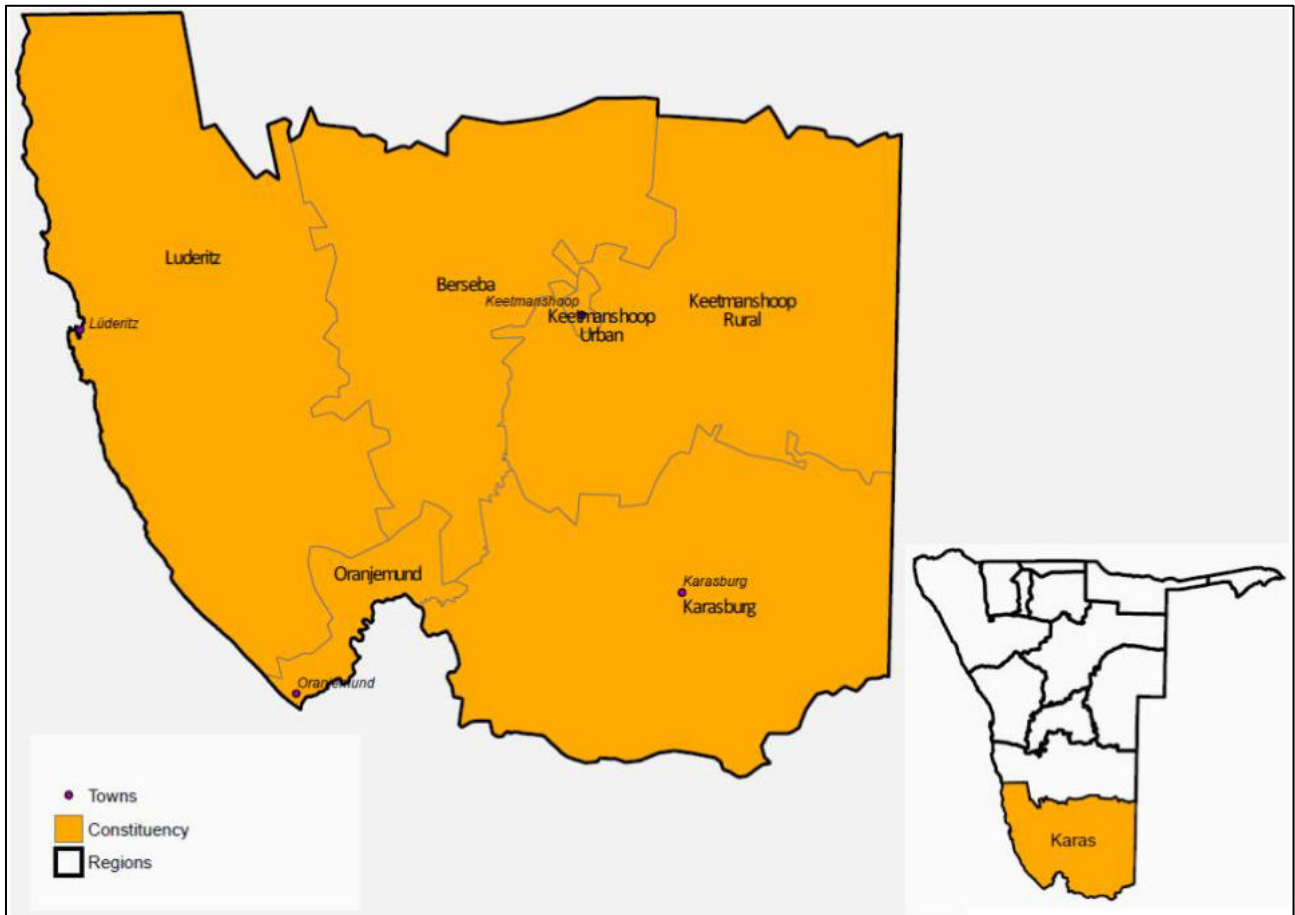 Luderitz
Lüderitz
Berseba
Keetmanshoop
Keetmanshoop
Urban
Keetmanshoop
Rural
Oranjemund
Oranjemund
Karasburg
Karasburg
Towns
Constituency
Regions
Karas